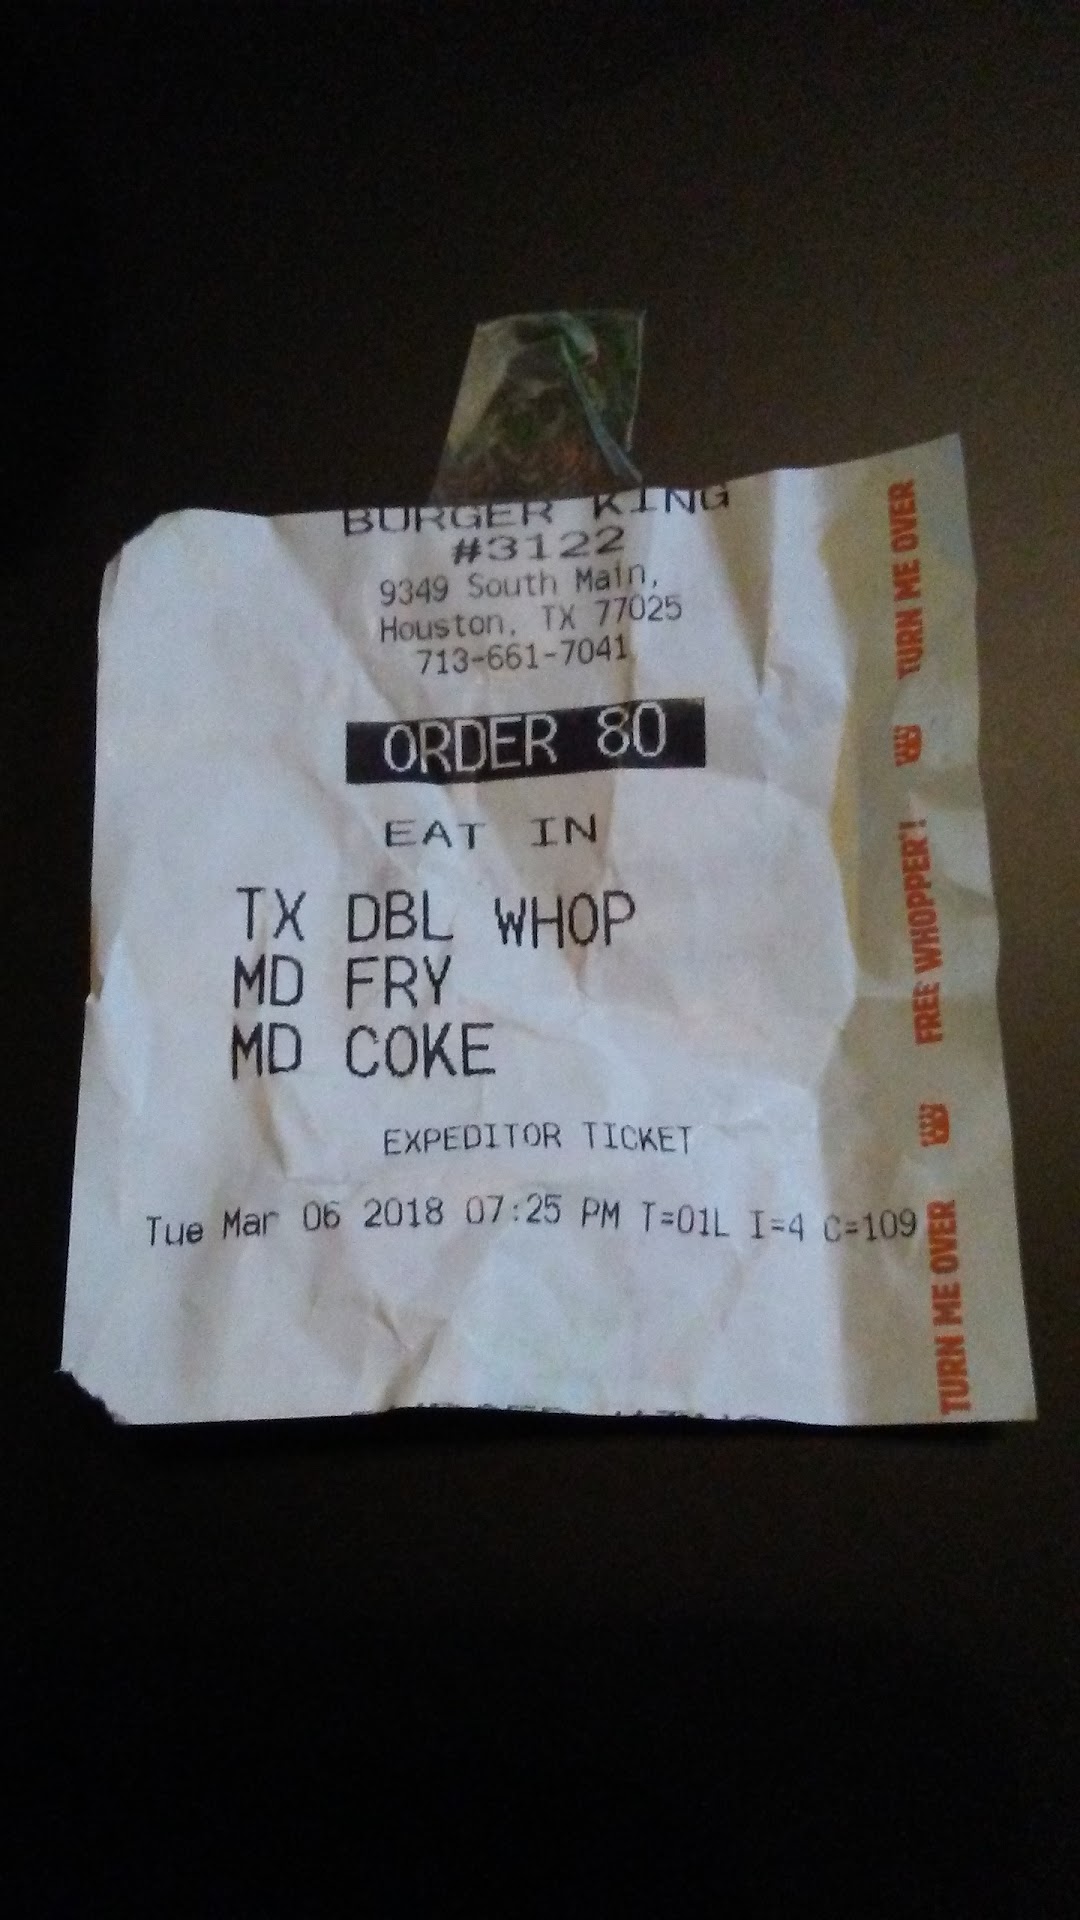 BURGER KING
#3122
9349 South Main,
Houston, TX 77025
713-661-7041
ORDER 80
EAT IN
TX DBL WHOP
MD FRY
MD COKE
EXPEDITOR TICKET
Tue Mar 06 2018 07:25 PM T=01L I=4 C=109
TURN ME OVER
FREE WHOPPER!
TURN ME OVER